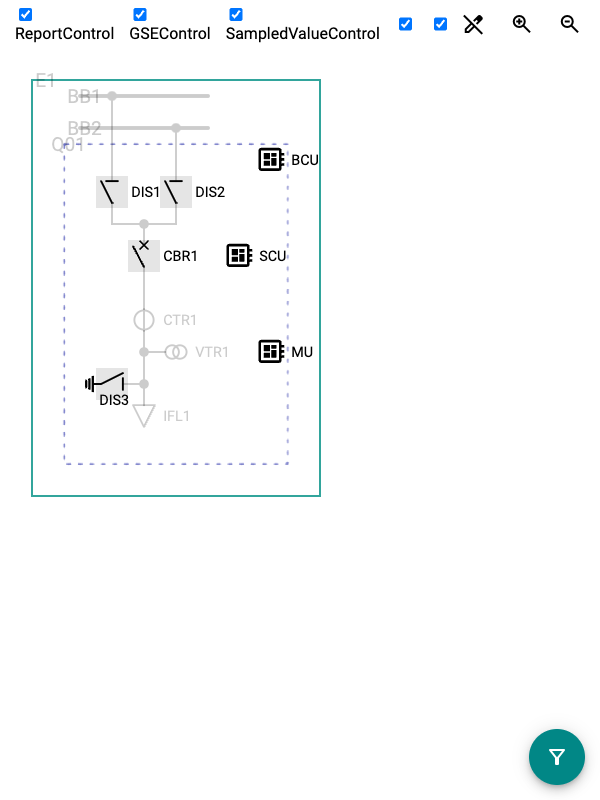 ReportControl GSEControl SampledValueControl
E1
BB1
BB2
Q01
BCU
DIS1 DIS2
CBR1 SCU
CTR1
VTR1 MU
DIS3
IFL1